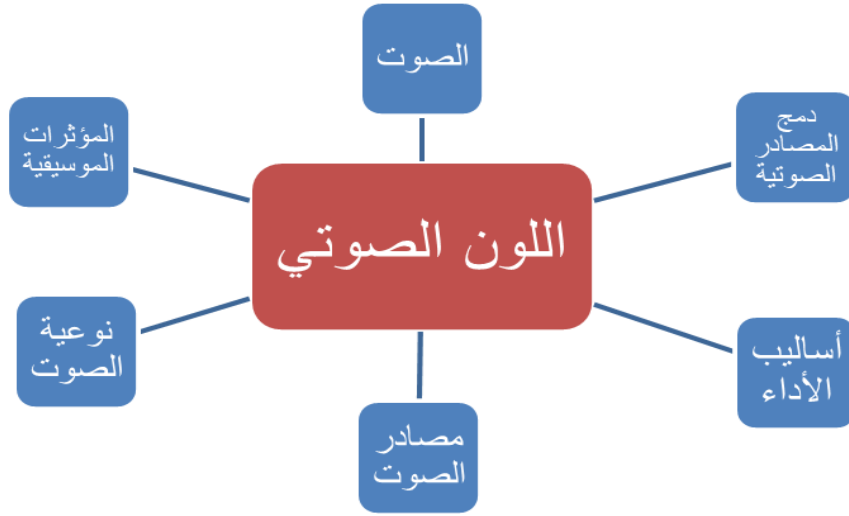 الصوت
دمج
المصادر
الصوتية
المؤثرات
الموسيقية
اللون الصوتي
نوعية
الصوت
أساليب
الأداء
مصادر
الصوت